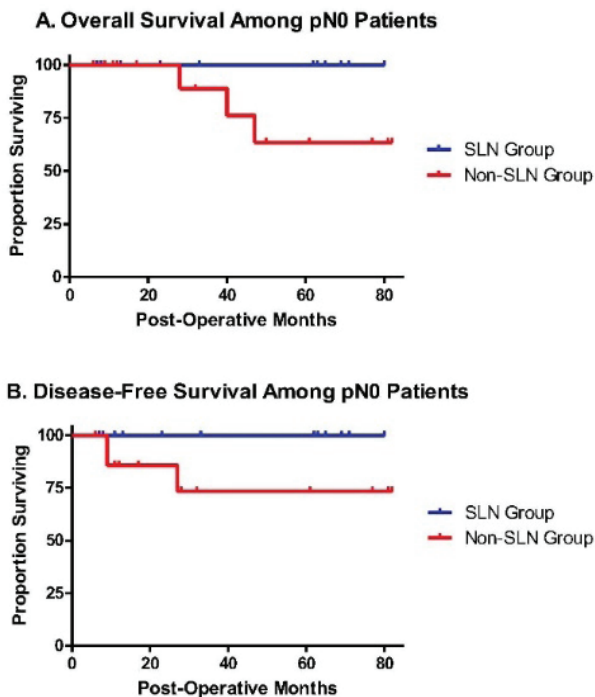 A. Overall Survival Among pN0 Patients
Proportion Surviving
100
75
50
25
0
0 20 40 60 80
Post-Operative Months
SLN Group
Non-SLN Group
B. Disease-Free Survival Among pN0 Patients
Proportion Surviving
100
75
50
25
0
0 20 40 60 80
Post-Operative Months
SLN Group
Non-SLN Group